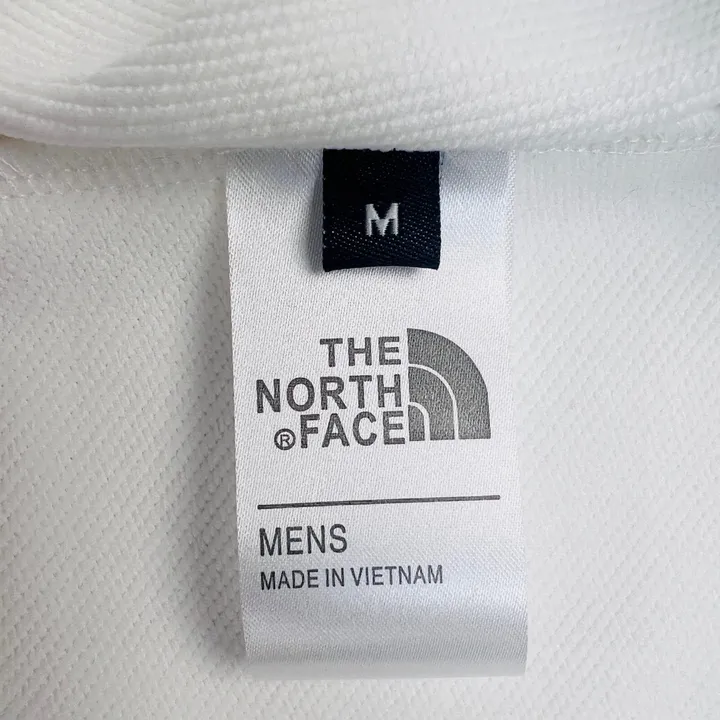 M
THE
NORTH
®FACE
MENS
MADE IN VIETNAM